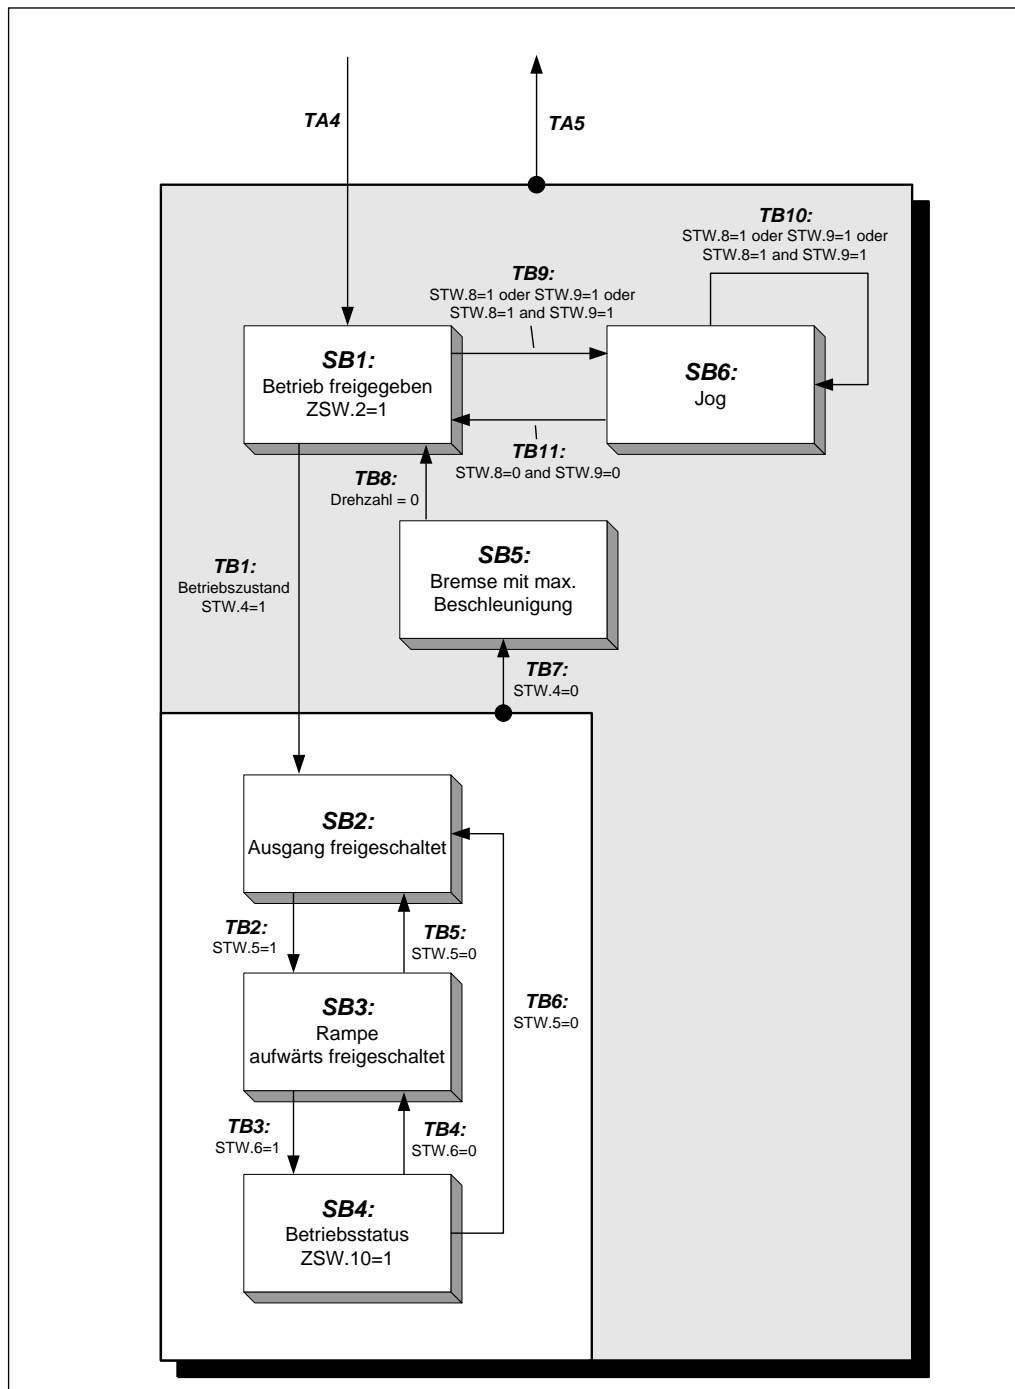 TA4
TA5
TB10:
STW.8=1 oder STW.9=1 oder
STW.8=1 and STW.9=1
TB9:
STW.8=1 oder STW.9=1 oder
STW.8=1 and STW.9=1
SB1:
Betrieb freigegeben
ZSW.2=1
SB6:
Jog
TB11:
STW.8=0 and STW.9=0
TB8:
Drehzahl = 0
SB5:
Bremse mit max.
Beschleunigung
TB1:
Betriebszustand
STW.4=1
TB7:
STW.4=0
SB2:
Ausgang freigeschaltet
TB2:
STW.5=1
TB5:
STW.5=0
SB3:
Rampe
aufwärts freigeschaltet
TB6:
STW.5=0
TB3:
STW.6=1
TB4:
STW.6=0
SB4:
Betriebsstatus
ZSW.10=1